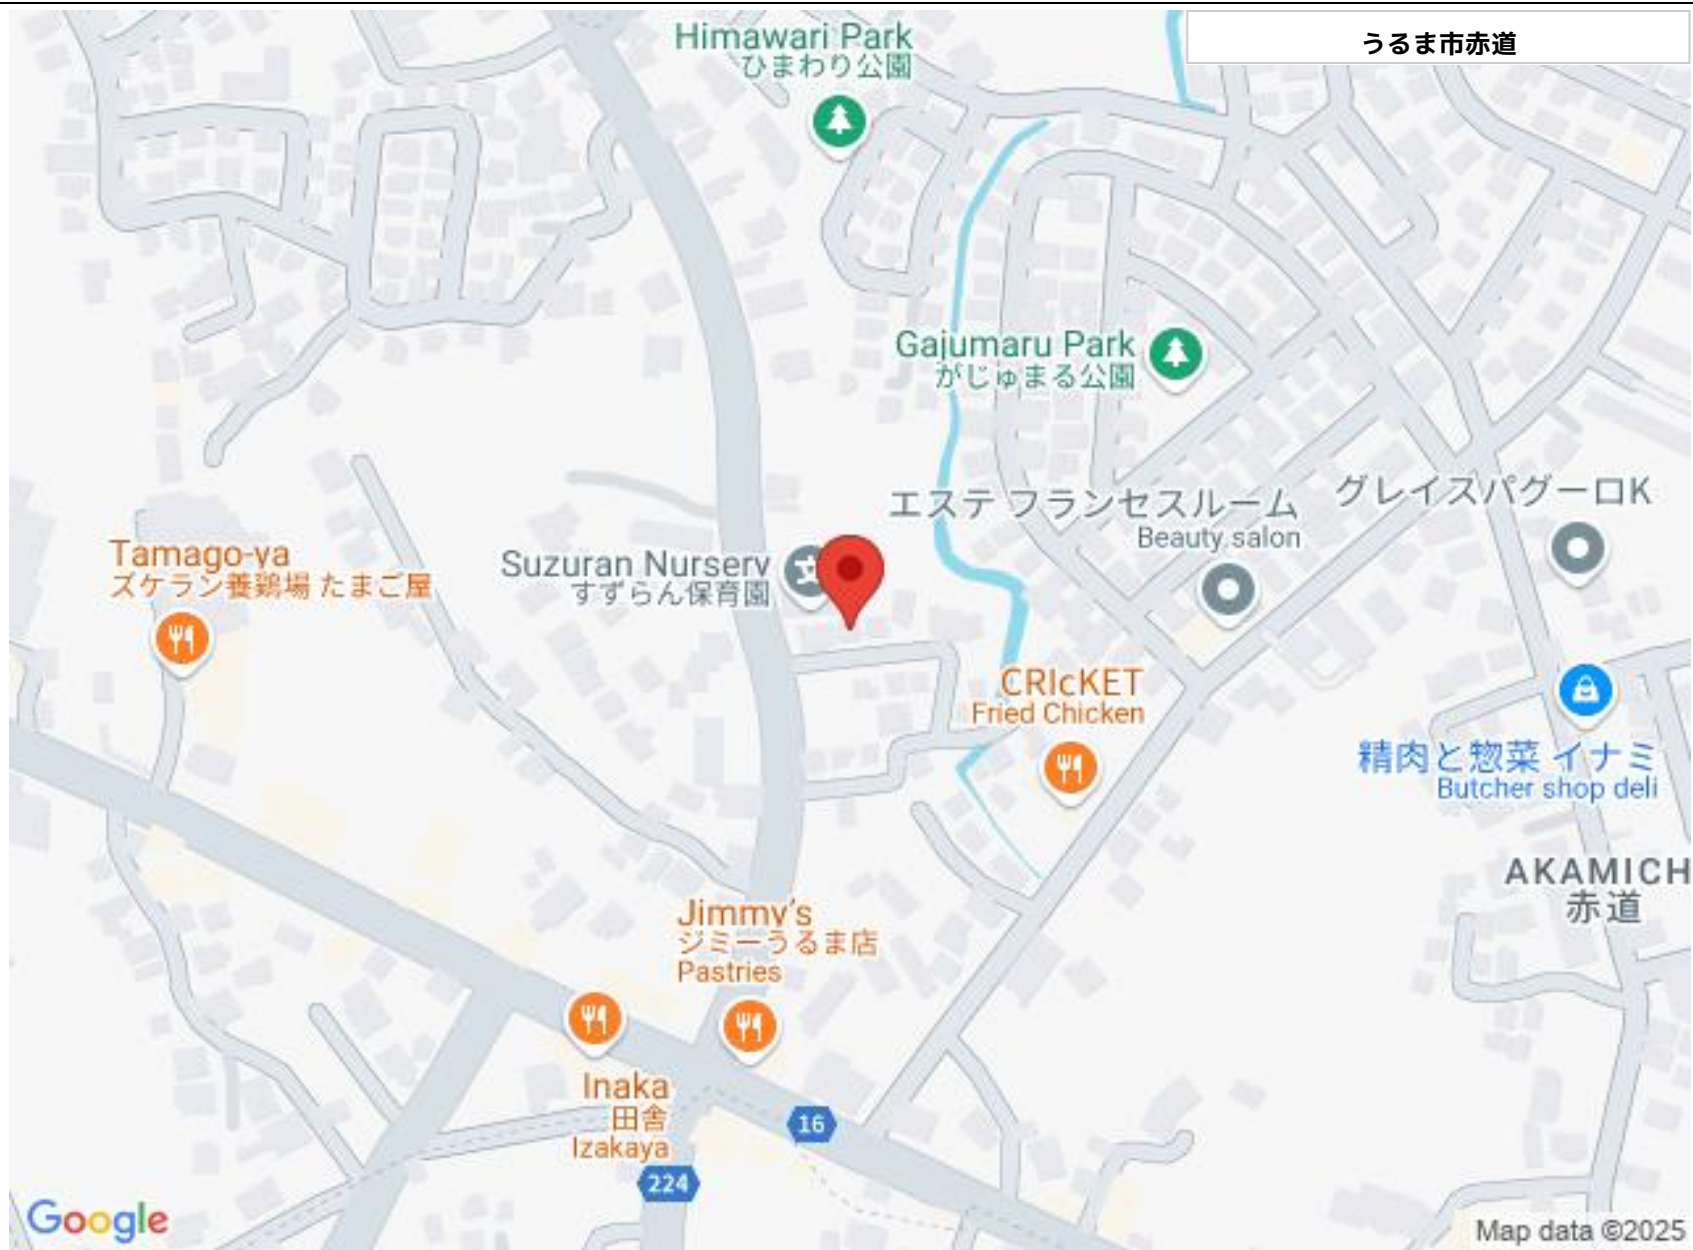 うるま市赤道
Himawari Park
ひまわり公園
Gajumaru Park
がじゅまる公園
エステ フランセスルーム
Beauty salon
グレイスパグーロK
Tamago-ya
ズケラン養鶏場 たまご屋
Suzuran Nursery
すずらん保育園
CRIcKET
Fried Chicken
精肉と惣菜 イナミ
Butcher shop deli
AKAMICH
赤道
Jimmy's
ジミーうるま店
Pastries
Inaka
田舎
Izakaya
16
224
Google
Map data ©2025